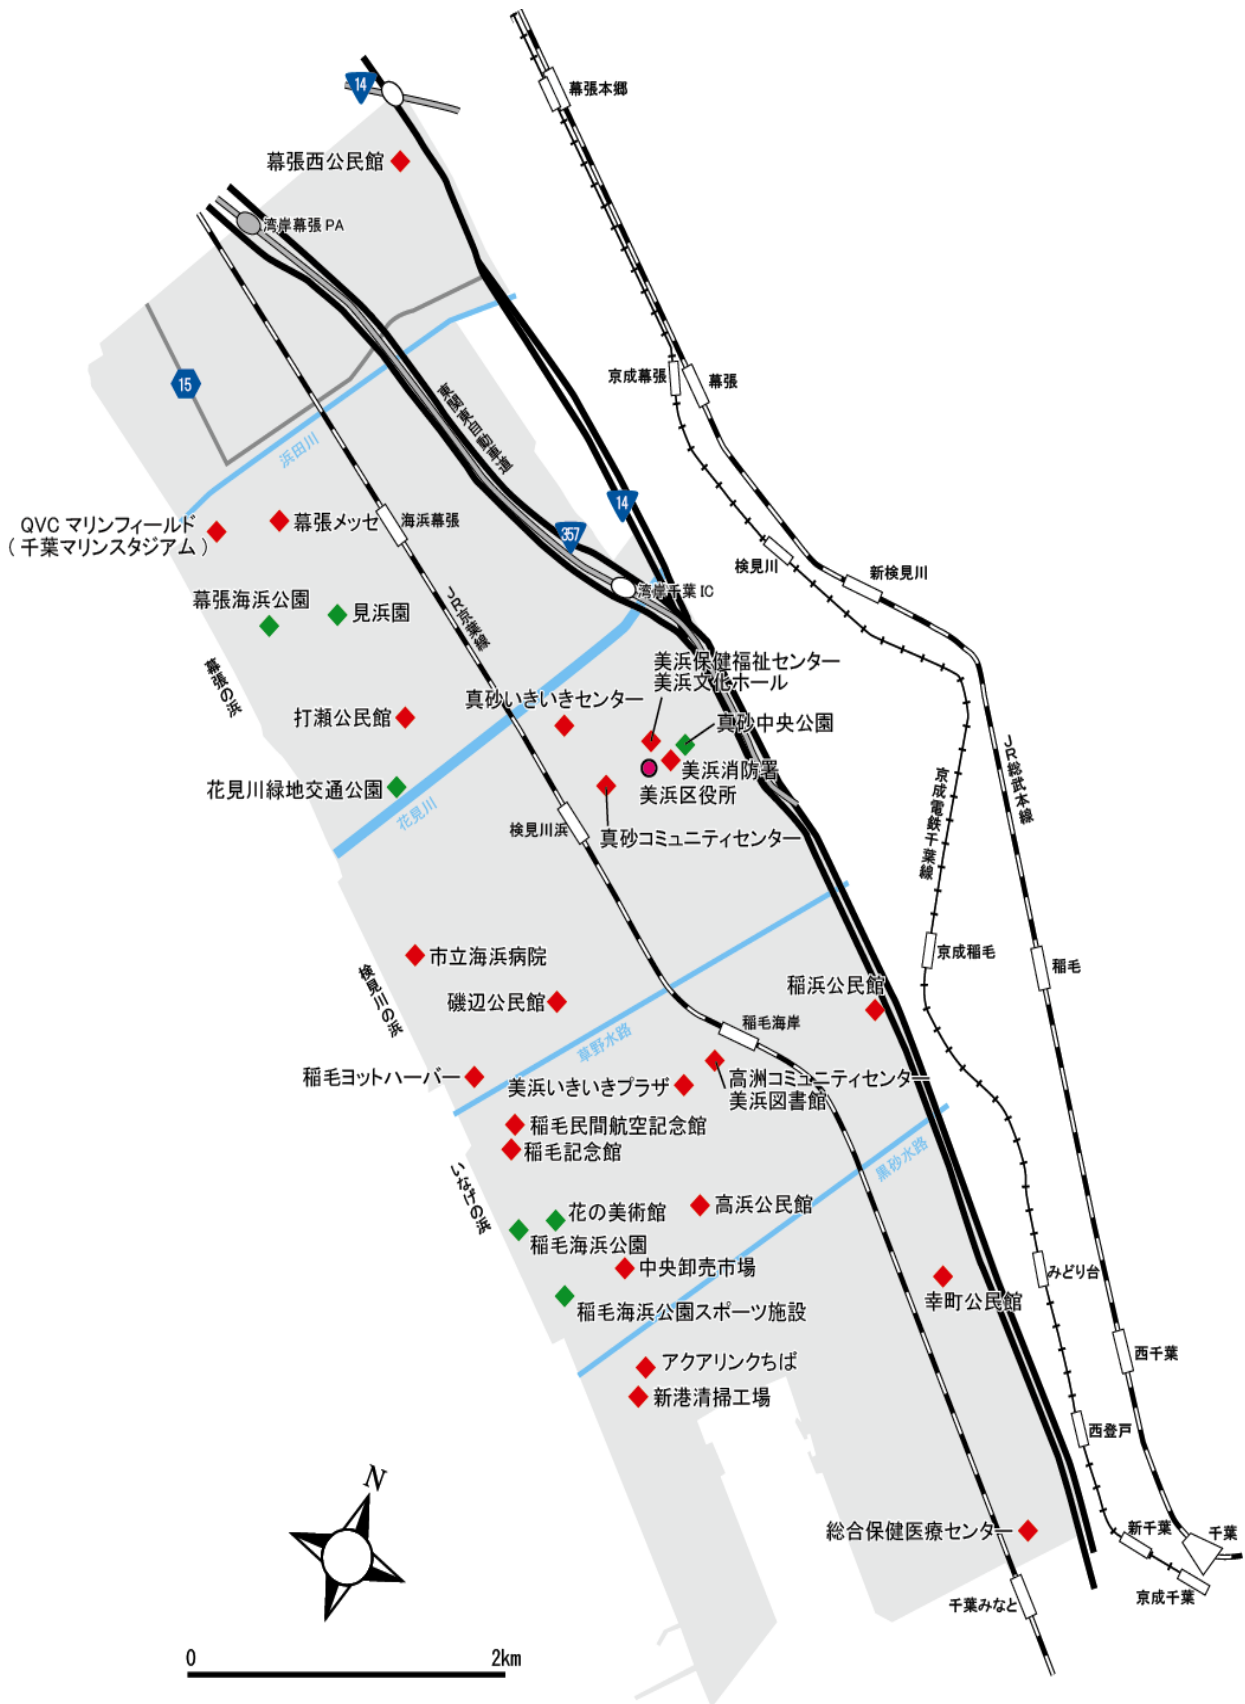 14
幕張本郷
幕張西公民館
湾岸幕張PA
15
京成幕張
幕張
東関東自動車道
浜田川
QVC マリンフィールド
( 千葉マリンスタジアム )
幕張メッセ
海浜幕張
357
14
検見川
新検見川
湾岸千葉IC
幕張海浜公園
見浜園
JR京葉線
幕張の浜
美浜保健福祉センター
美浜文化ホール
真砂いきいきセンター
打瀬公民館
真砂中央公園
美浜消防署
美浜区役所
花見川緑地交通公園
花見川
検見川浜
真砂コミュニティセンター
JR総武本線
京成電鉄千葉線
市立海浜病院
検見川の浜
磯辺公民館
京成稲毛
稲毛
稲浜公民館
稲毛海岸
草野水路
稲毛ヨットハーバー
美浜いきいきプラザ
高洲コミュニティセンター
美浜図書館
稲毛民間航空記念館
稲毛記念館
黒砂水路
いなげの浜
花の美術館
高浜公民館
稲毛海浜公園
中央卸売市場
みどり台
幸町公民館
稲毛海浜公園スポーツ施設
アクアリンクちば
西千葉
新港清掃工場
西登戸
N
総合保健医療センター
新千葉
千葉
京成千葉
千葉みなと
0
2km